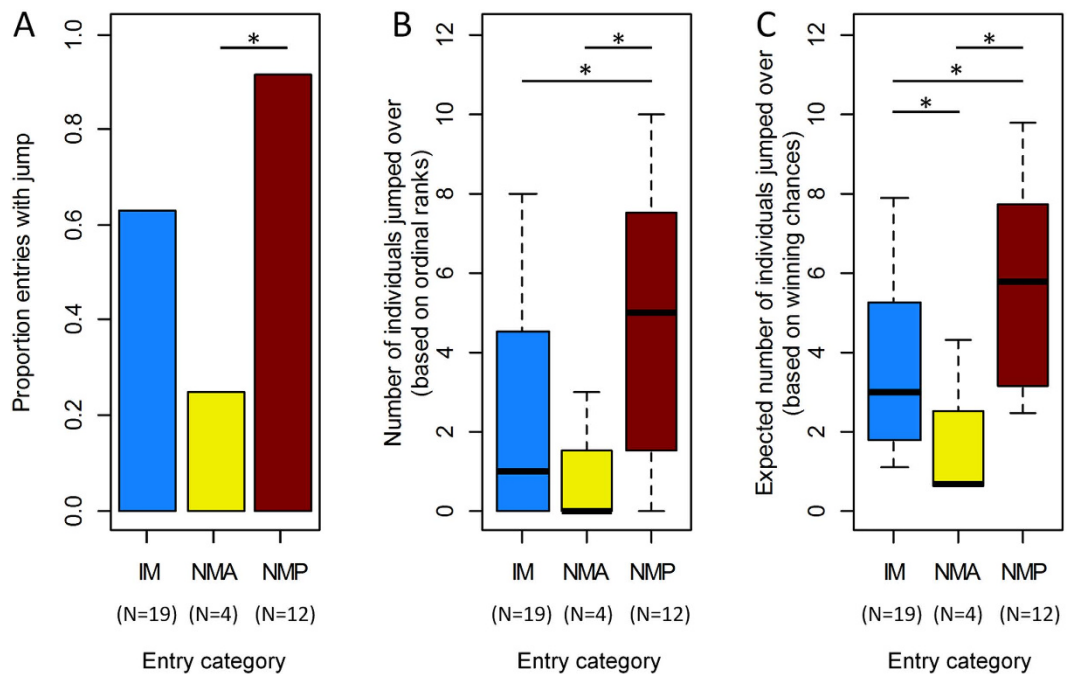 A
Proportion entries with jump
1.0
0.8
0.6
0.4
0.2
0.0
*
IM NMA NMP
(N=19) (N=4) (N=12)
Entry category
B
Number of individuals jumped over
(based on ordinal ranks)
12
10
8
6
4
2
0
*
*
IM NMA NMP
(N=19) (N=4) (N=12)
Entry category
C
Expected number of individuals jumped over
(based on winning chances)
12
10
8
6
4
2
0
*
*
*
IM NMA NMP
(N=19) (N=4) (N=12)
Entry category